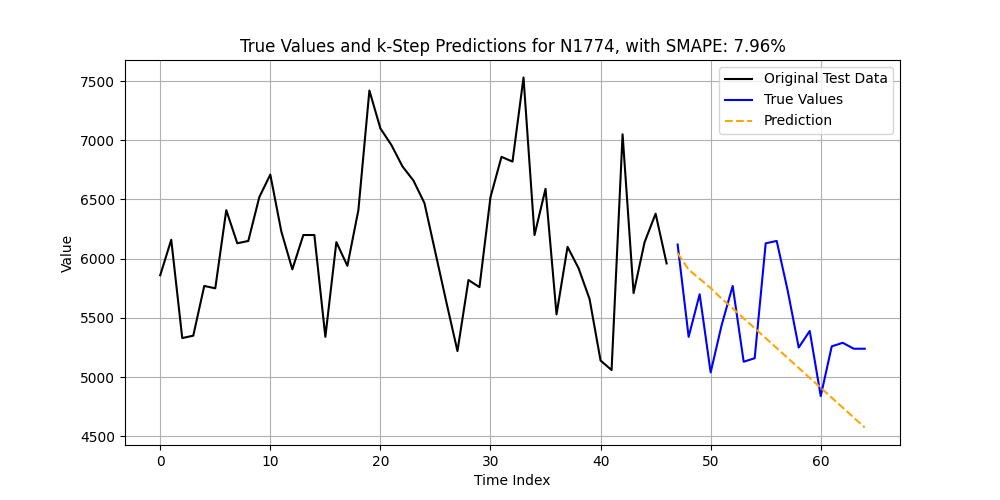 True Values and k-Step Predictions for N1774, with SMAPE: 7.96%
Original Test Data
True Values
Prediction
Value
7500
7000
6500
6000
5500
5000
4500
0 10 20 30 40 50 60
Time Index